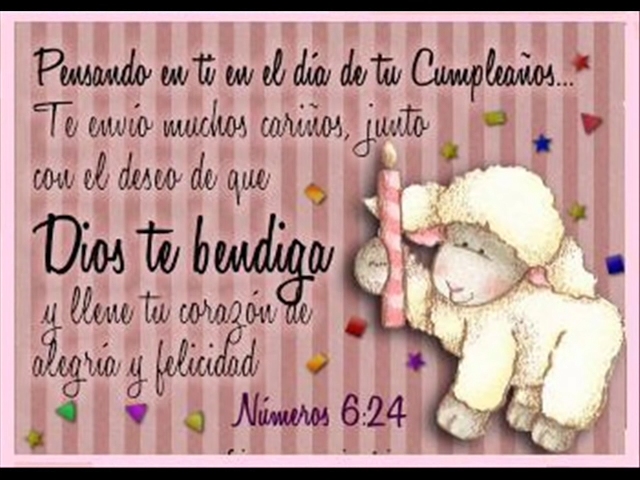 Pensando en ti en el día de tu Cumpleaños...
Te envío muchos cariños, junto
con el deseo de que
Dios te bendiga
y llene tu corazón de
alegría y felicidad
Números 6:24